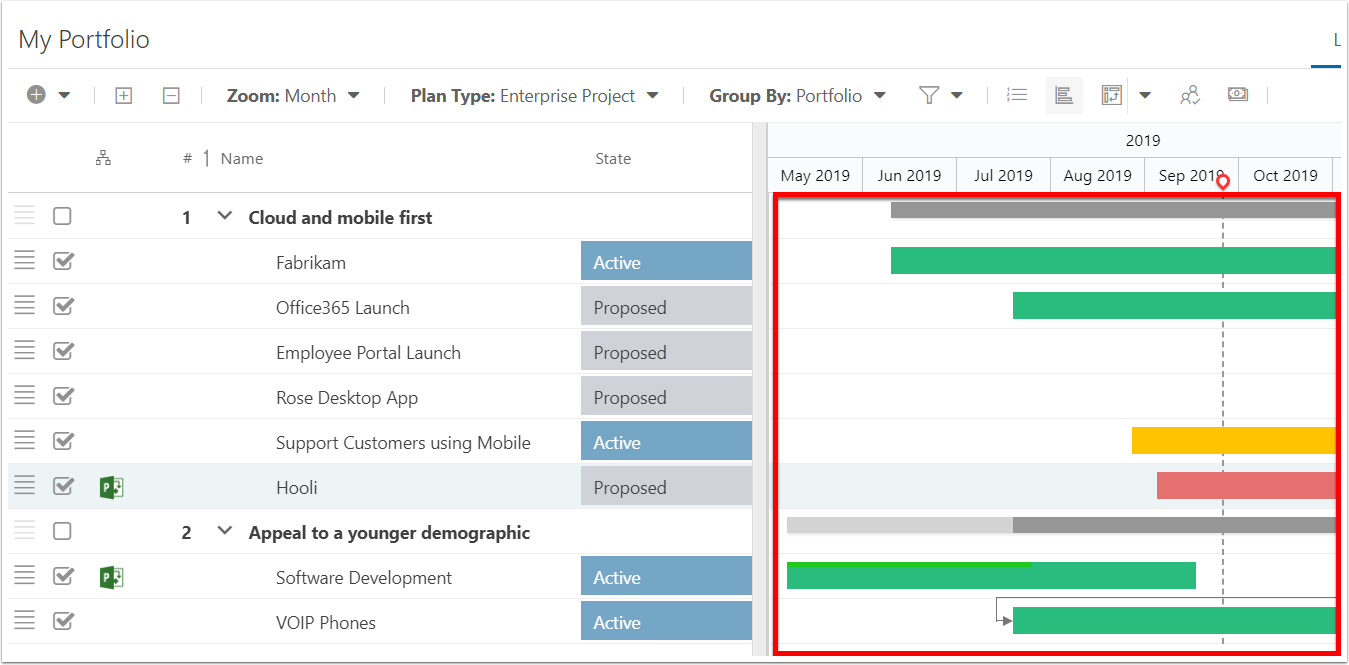 My Portfolio
L
Zoom: Month Plan Type: Enterprise Project Group By: Portfolio
# Name State
2019
May 2019 Jun 2019 Jul 2019 Aug 2019 Sep 2019 Oct 2019
1 Cloud and mobile first
Fabrikam Active
Office365 Launch Proposed
Employee Portal Launch Proposed
Rose Desktop App Proposed
Support Customers using Mobile Active
P Hooli Proposed
2 Appeal to a younger demographic
P Software Development Active
VOIP Phones Active